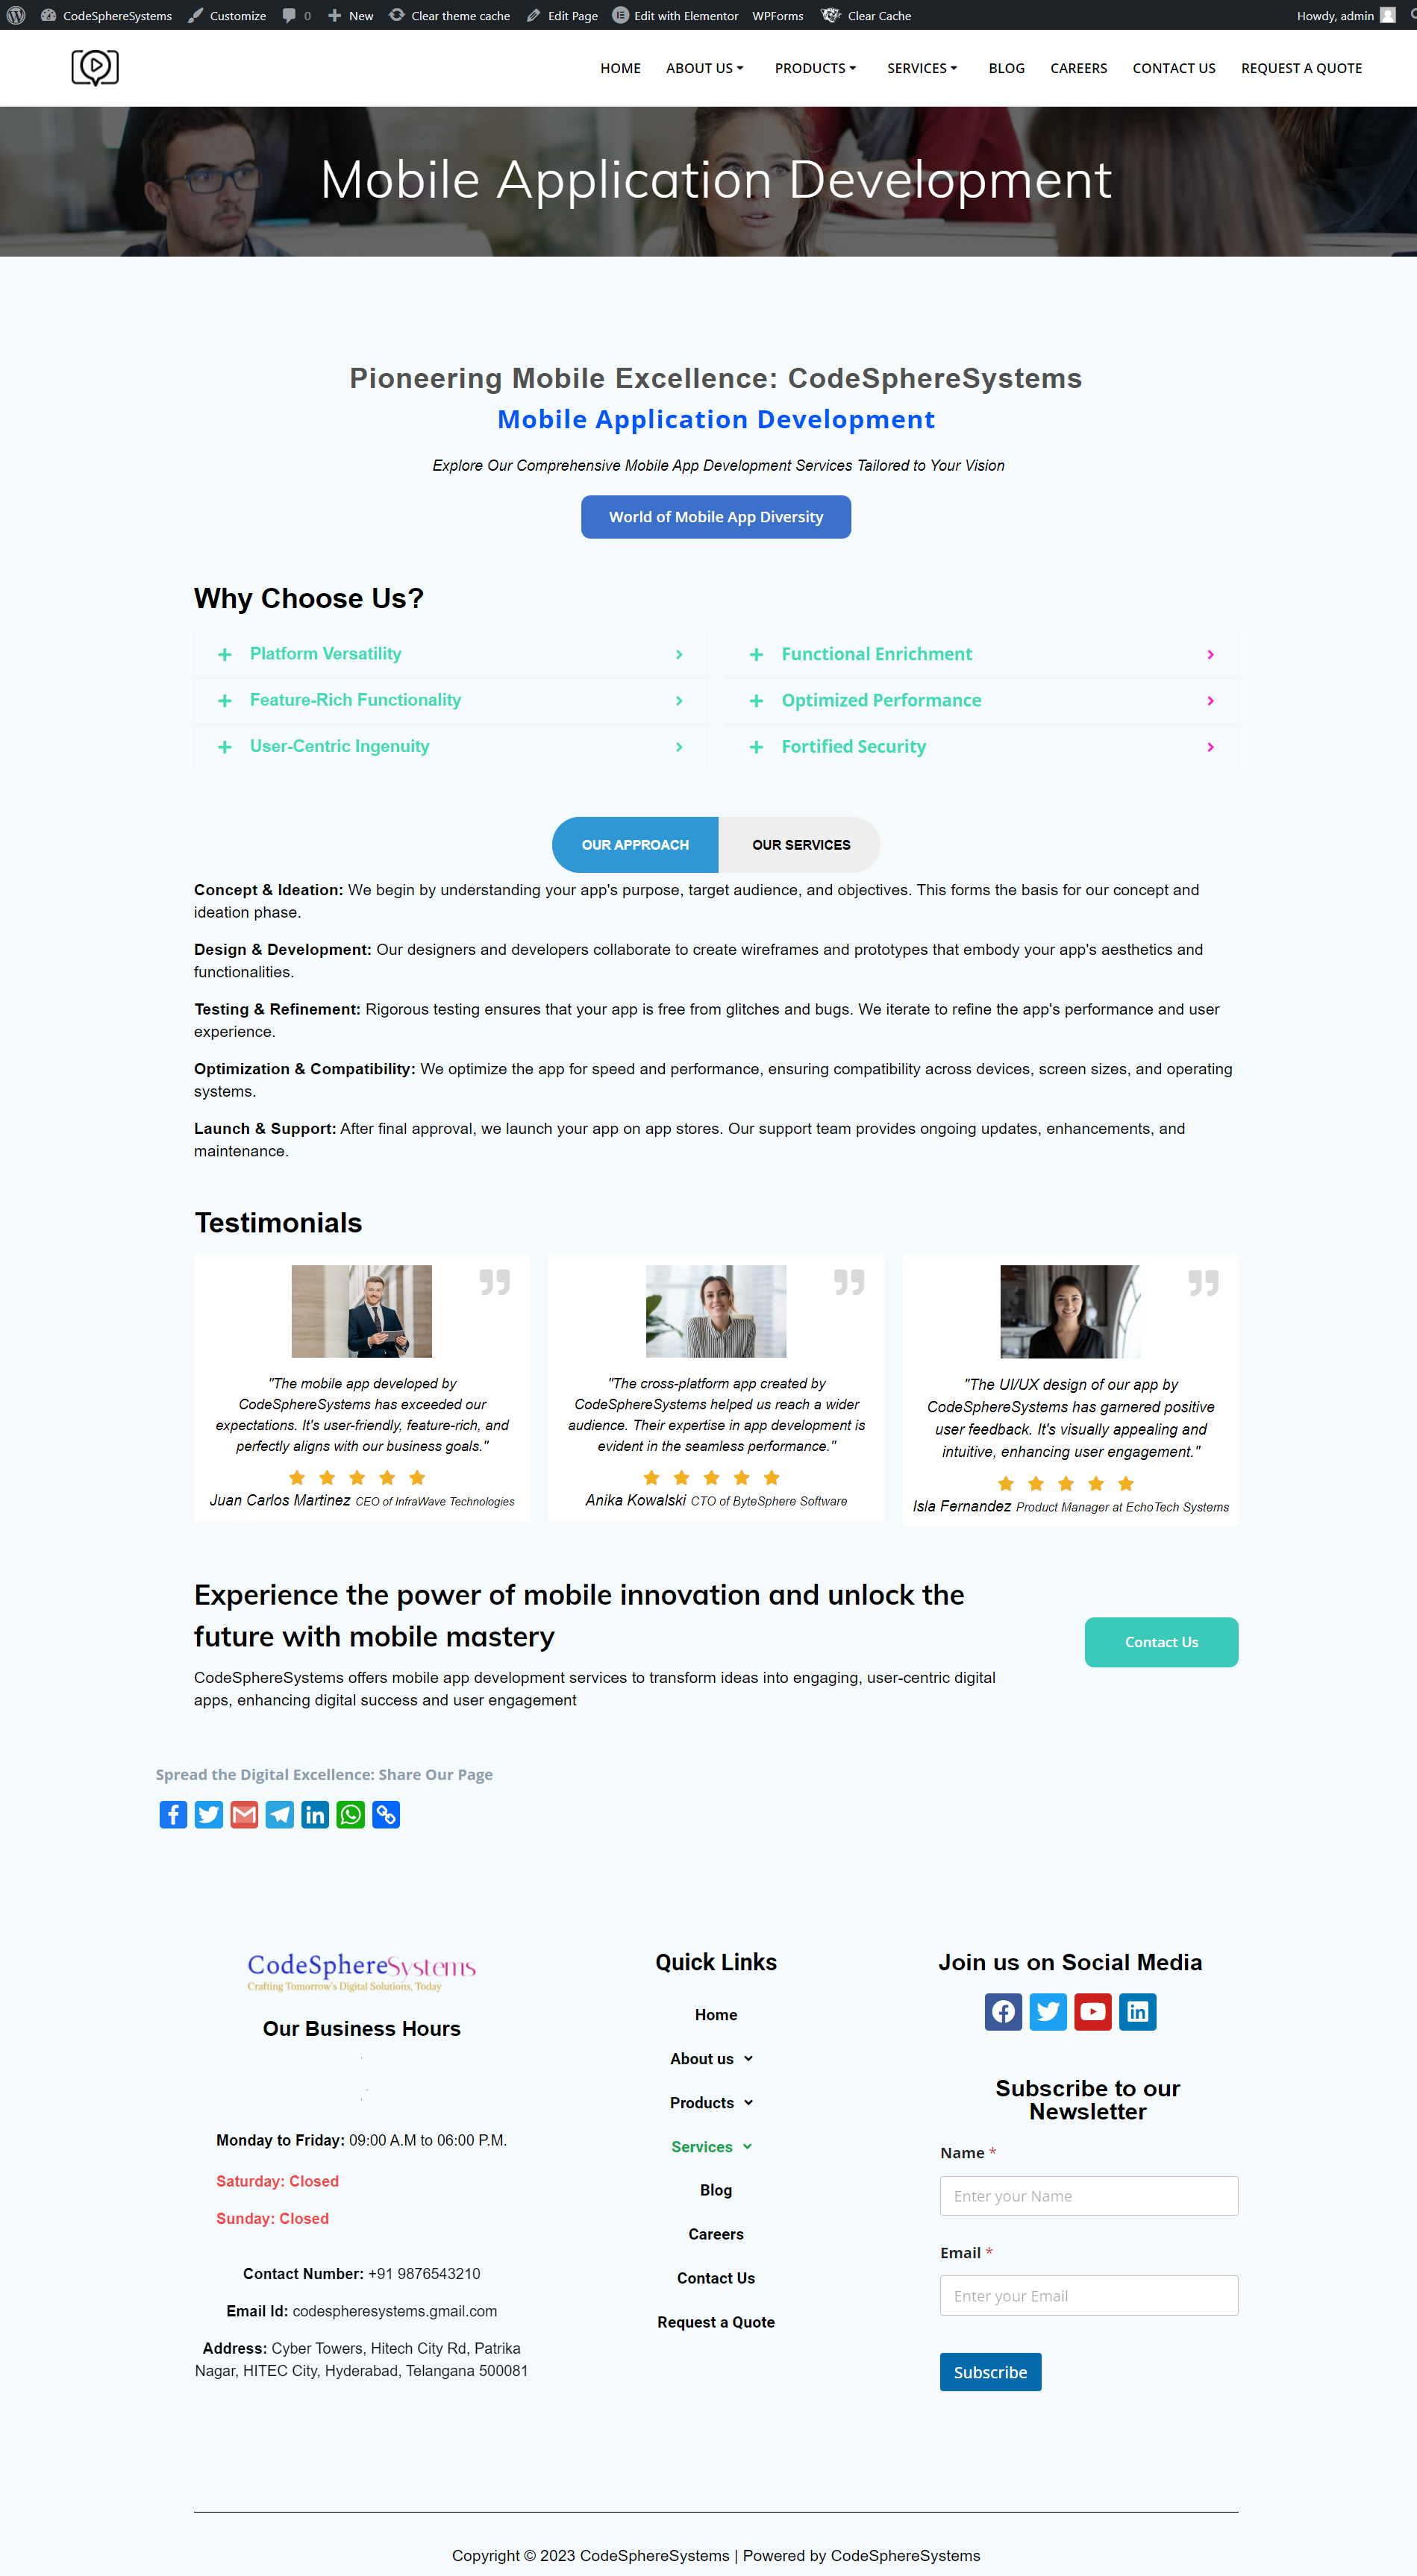 CodeSphereSystems Customize 0 New Clear theme cache Edit Page Edit with Elementor WPForms Clear Cache Howdy, admin
HOME ABOUT US PRODUCTS SERVICES BLOG CAREERS CONTACT US REQUEST A QUOTE
Mobile Application Development
Pioneering Mobile Excellence: CodeSphereSystems
Mobile Application Development
Explore Our Comprehensive Mobile App Development Services Tailored to Your Vision
World of Mobile App Diversity
Why Choose Us?
Platform Versatility
Feature-Rich Functionality
User-Centric Ingenuity
Functional Enrichment
Optimized Performance
Fortified Security
OUR APPROACH OUR SERVICES
Concept & Ideation: We begin by understanding your app's purpose, target audience, and objectives. This forms the basis for our concept and
ideation phase.
Design & Development: Our designers and developers collaborate to create wireframes and prototypes that embody your app's aesthetics and
functionalities.
Testing & Refinement: Rigorous testing ensures that your app is free from glitches and bugs. We iterate to refine the app's performance and user
experience.
Optimization & Compatibility: We optimize the app for speed and performance, ensuring compatibility across devices, screen sizes, and operating
systems.
Launch & Support: After final approval, we launch your app on app stores. Our support team provides ongoing updates, enhancements, and
maintenance.
Testimonials
"The mobile app developed by
CodeSphereSystems has exceeded our
expectations. It's user-friendly, feature-rich, and
perfectly aligns with our business goals."
Juan Carlos Martinez CEO of InfraWave Technologies
"The cross-platform app created by
CodeSphereSystems helped us reach a wider
audience. Their expertise in app development is
evident in the seamless performance."
Anika Kowalski CTO of ByteSphere Software
"The UI/UX design of our app by
CodeSphereSystems has garnered positive
user feedback. It's visually appealing and
intuitive, enhancing user engagement."
Isla Fernandez Product Manager at EchoTech Systems
Experience the power of mobile innovation and unlock the
future with mobile mastery
CodeSphereSystems offers mobile app development services to transform ideas into engaging, user-centric digital
apps, enhancing digital success and user engagement
Contact Us
Spread the Digital Excellence: Share Our Page
CodeSphereSystems
Crafting Tomorrow's Digital Solutions, Today
Our Business Hours
Monday to Friday: 09:00 A.M to 06:00 P.M.
Saturday: Closed
Sunday: Closed
Contact Number: +91 9876543210
Email Id: codespheresystems.gmail.com
Address: Cyber Towers, Hitech City Rd, Patrika
Nagar, HITEC City, Hyderabad, Telangana 500081
Quick Links
Home
About us
Products
Services
Blog
Careers
Contact Us
Request a Quote
Join us on Social Media
Subscribe to our
Newsletter
Name *
Enter your Name
Email *
Enter your Email
Subscribe
Copyright © 2023 CodeSphereSystems | Powered by CodeSphereSystems